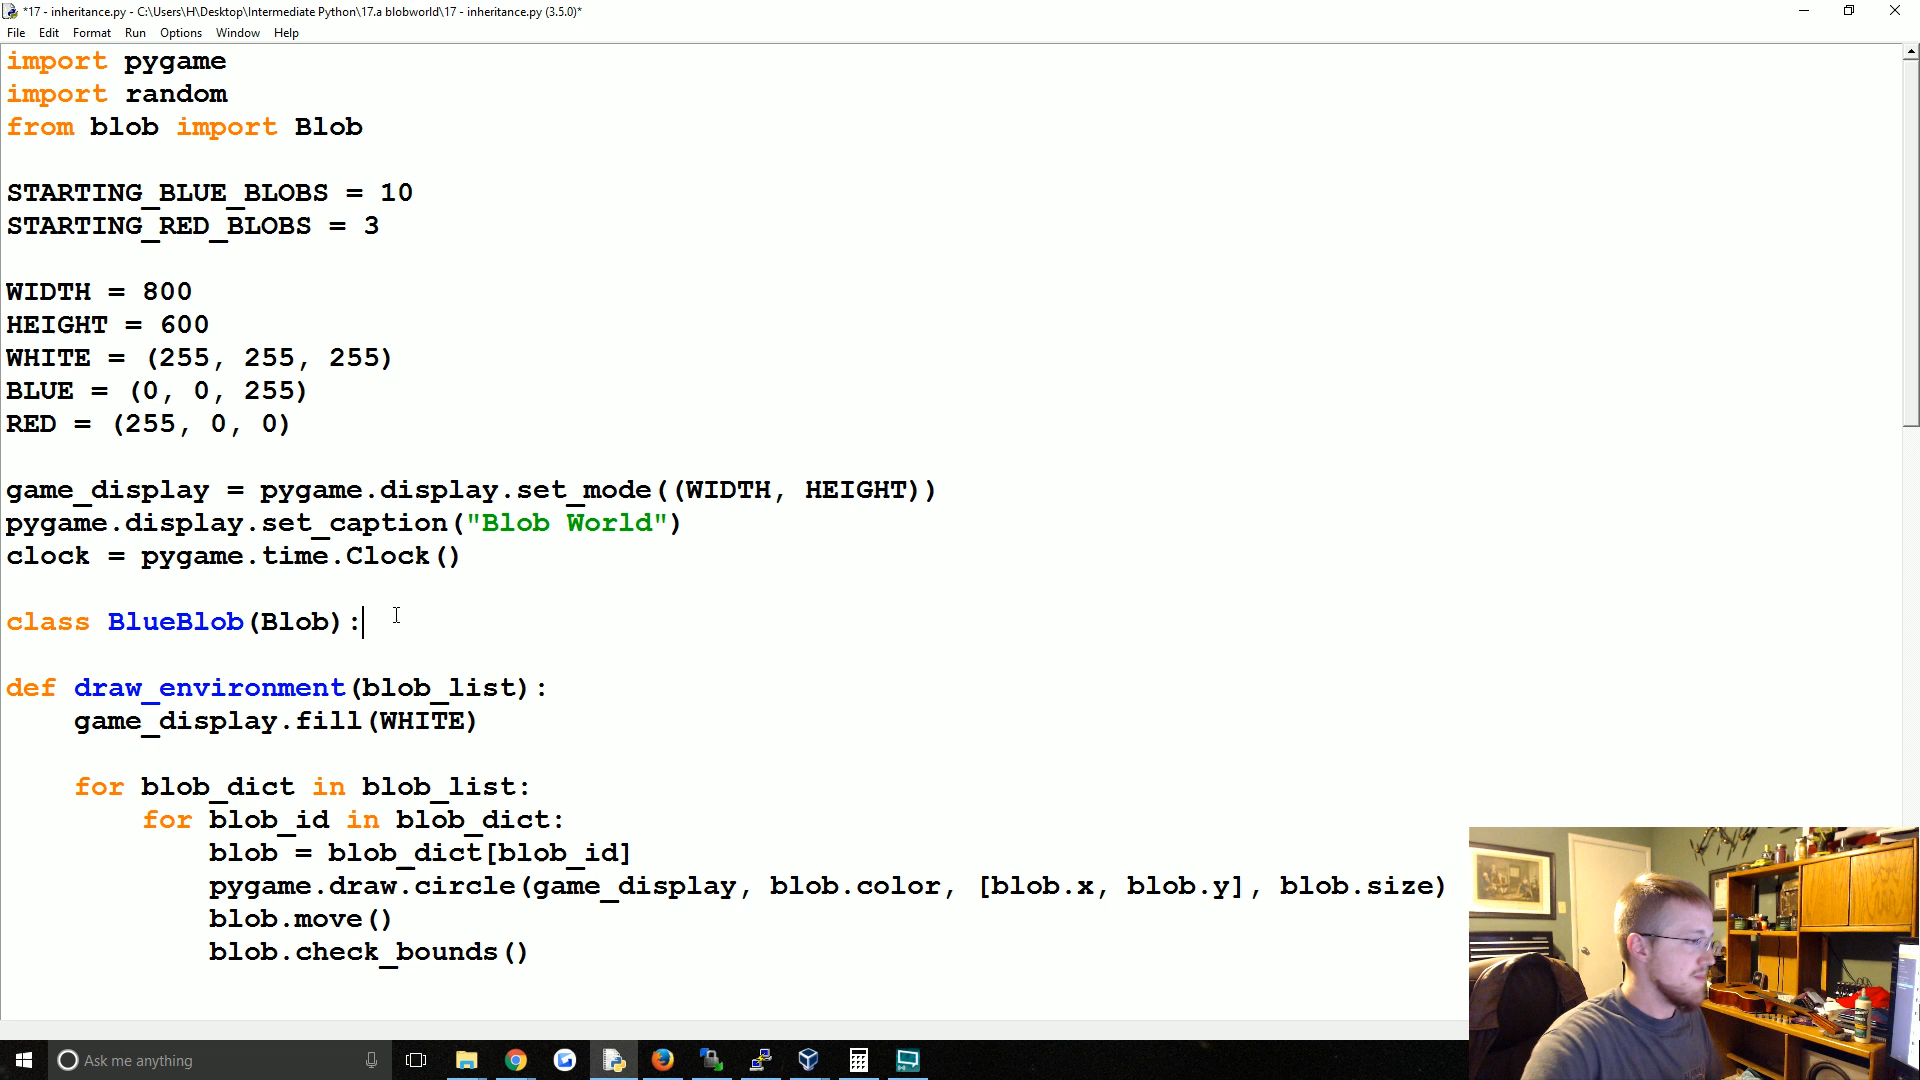 *17 - inheritance.py - C:\Users\H\Desktop\Intermediate Python\17.a blobworld\17 - inheritance.py (3.5.0)*
File Edit Format Run Options Window Help
import pygame
import random
from blob import Blob
STARTING_BLUE_BLOBS = 10
STARTING_RED_BLOBS = 3
WIDTH = 800
HEIGHT = 600
WHITE = (255, 255, 255)
BLUE = (0, 0, 255)
RED = (255, 0, 0)
game_display = pygame.display.set_mode((WIDTH, HEIGHT))
pygame.display.set_caption("Blob World")
clock = pygame.time.Clock()
class BlueBlob(Blob):
def draw_environment(blob_list):
game_display.fill(WHITE)
for blob_dict in blob_list:
for blob_id in blob_dict:
blob = blob_dict[blob_id]
pygame.draw.circle(game_display, blob.color, [blob.x, blob.y], blob.size)
blob.move()
blob.check_bounds()
Ask me anything